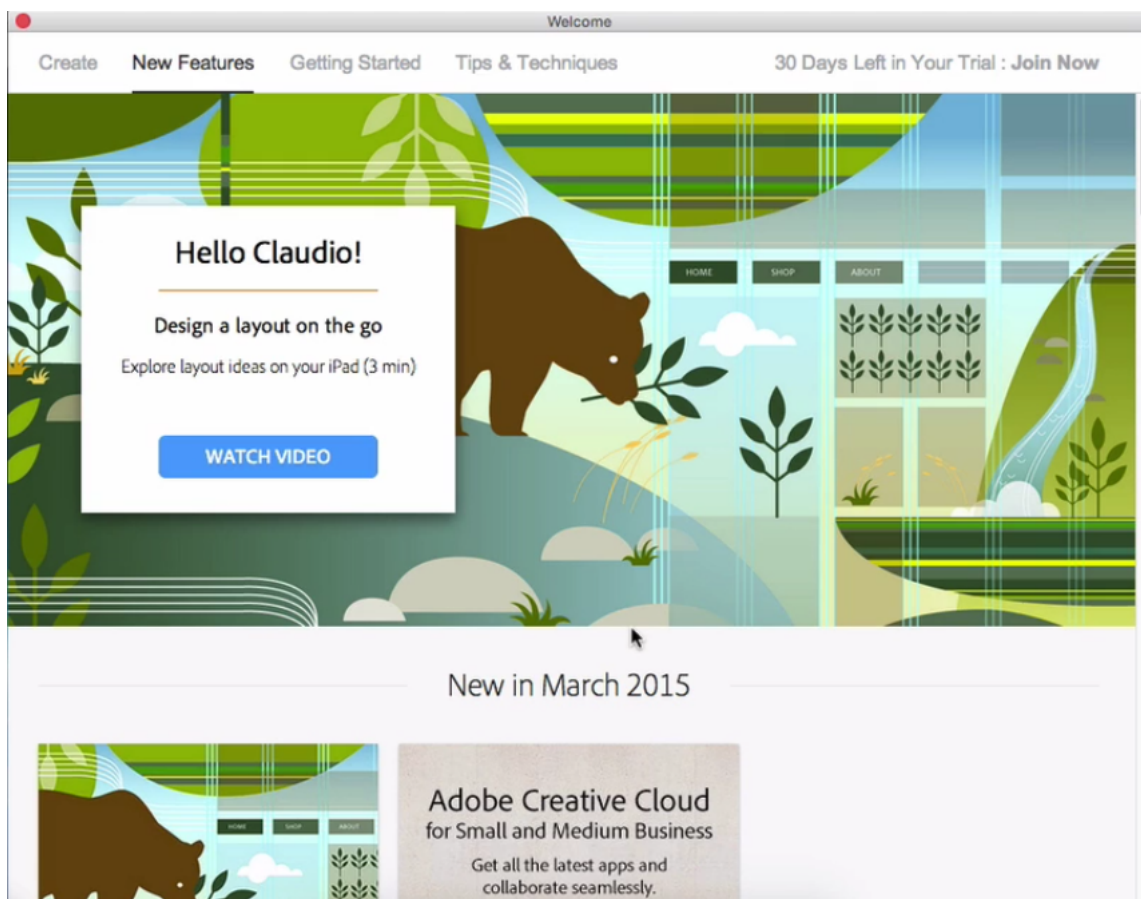 Welcome
Create New Features Getting Started Tips & Techniques 30 Days Left in Your Trial : Join Now
Hello Claudio!
Design a layout on the go
Explore layout ideas on your iPad (3 min)
WATCH VIDEO
HOME SHOP ABOUT
New in March 2015
HOME SHOP ABOUT
Adobe Creative Cloud
for Small and Medium Business
Get all the latest apps and
collaborate seamlessly.